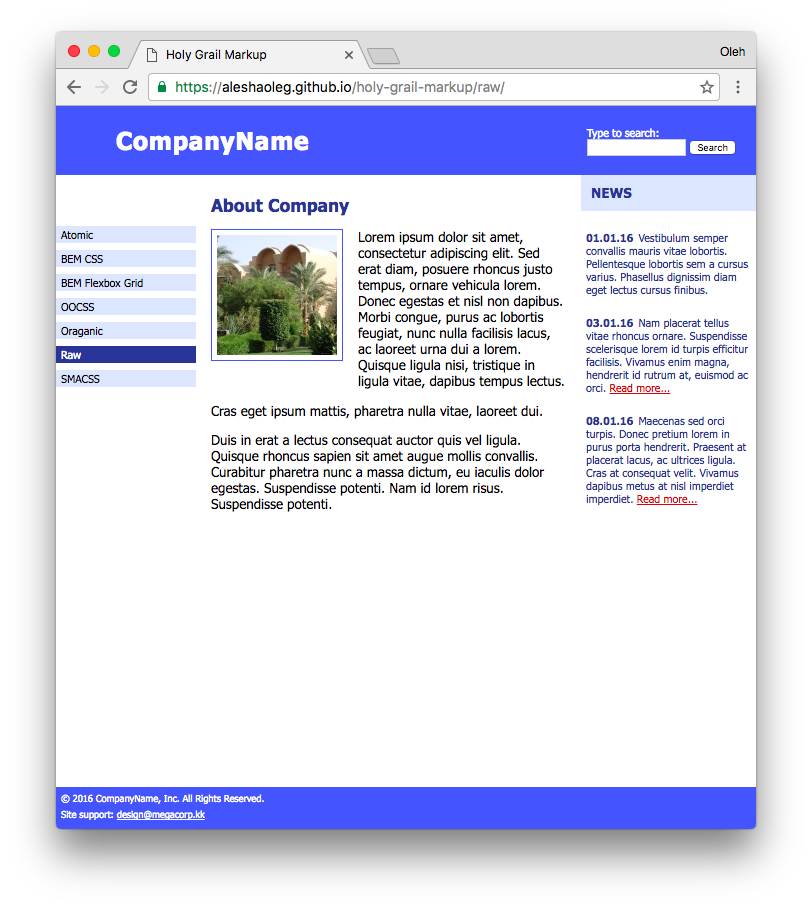 Holy Grail Markup
Oleh
https://aleshaoleg.github.io/holy-grail-markup/raw/
CompanyName
Type to search:
Search
Atomic
BEM CSS
BEM Flexbox Grid
OOCSS
Oraganic
Raw
SMACSS
About Company
Lorem ipsum dolor sit amet,
consectetur adipiscing elit. Sed
erat diam, posuere rhoncus justo
tempus, ornare vehicula lorem.
Donec egestas et nisl non dapibus.
Morbi congue, purus ac lobortis
feugiat, nunc nulla facilisis lacus,
ac laoreet urna dui a lorem.
Quisque ligula nisi, tristique in
ligula vitae, dapibus tempus lectus.
Cras eget ipsum mattis, pharetra nulla vitae, laoreet dui.
Duis in erat a lectus consequat auctor quis vel ligula.
Quisque rhoncus sapien sit amet augue mollis convallis.
Curabitur pharetra nunc a massa dictum, eu iaculis dolor
egestas. Suspendisse potenti. Nam id lorem risus.
Suspendisse potenti.
NEWS
01.01.16 Vestibulum semper
convallis mauris vitae lobortis.
Pellentesque lobortis sem a cursus
varius. Phasellus dignissim diam
eget lectus cursus finibus.
03.01.16 Nam placerat tellus
vitae rhoncus ornare. Suspendisse
scelerisque lorem id turpis efficitur
facilisis. Vivamus enim magna,
hendrerit id rutrum at, euismod ac
orci. Read more...
08.01.16 Maecenas sed orci
turpis. Donec pretium lorem in
purus porta hendrerit. Praesent at
placerat lacus, ac ultrices ligula.
Cras at consequat velit. Vivamus
dapibus metus at nisl imperdiet
imperdiet. Read more...
© 2016 CompanyName, Inc. All Rights Reserved.
Site support: design@megacorp.kk